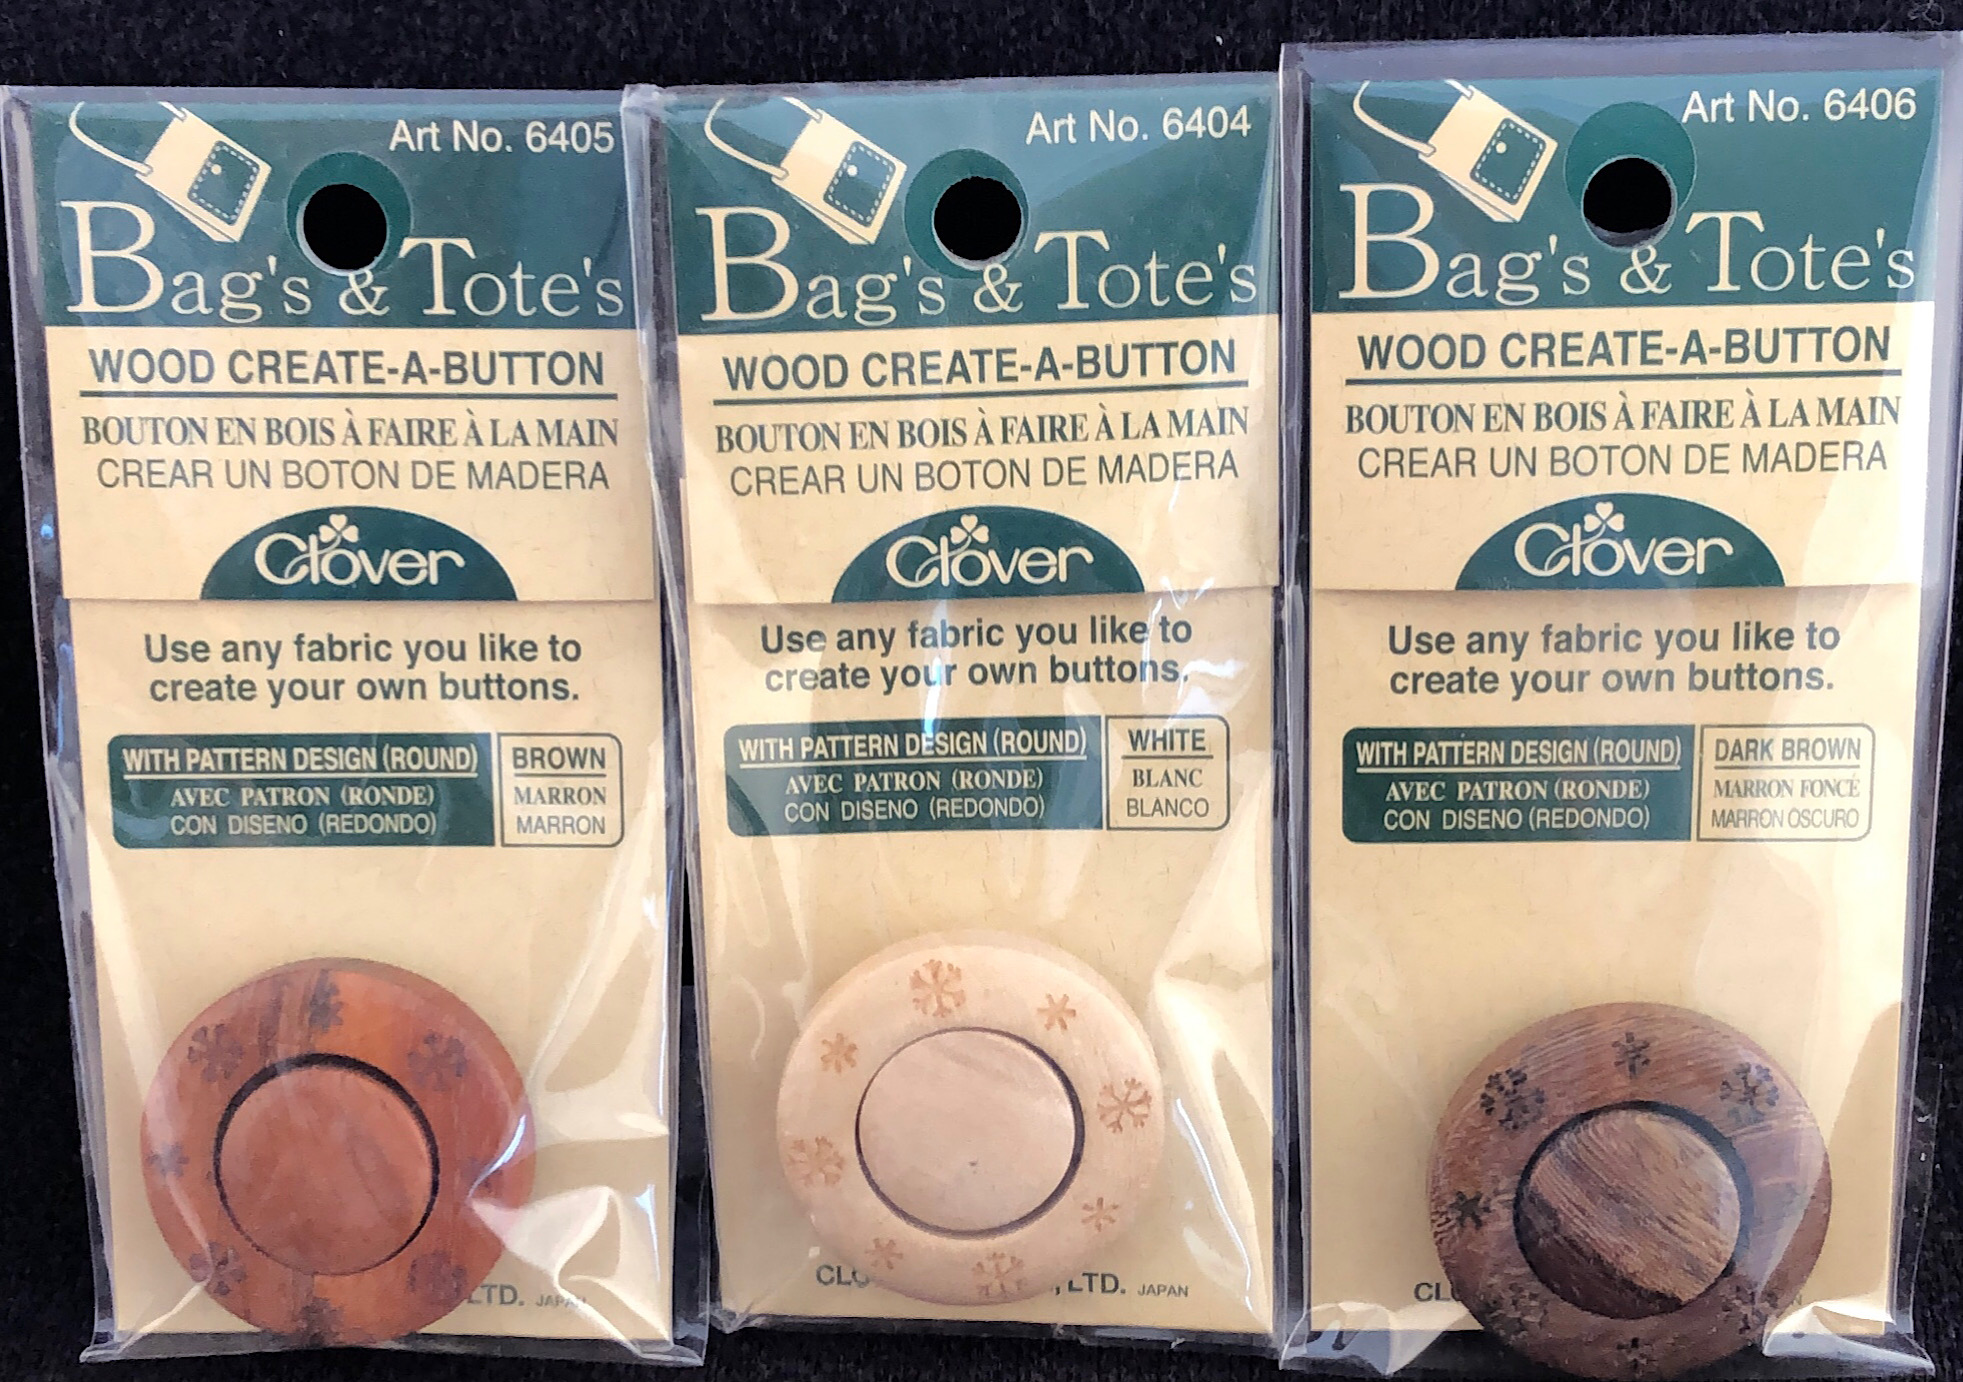 Art No. 6405
Bag's & Tote's
WOOD CREATE-A-BUTTON
BOUTON EN BOIS À FAIRE À LA MAIN
CREAR UN BOTON DE MADERA
Clover
Use any fabric you like to
create your own buttons.
WITH PATTERN DESIGN (ROUND)
AVEC PATRON (RONDE)
CON DISENO (REDONDO)
BROWN
MARRON
MARRON
LTD. JAPAN
Art No. 6404
Bag's & Tote's
WOOD CREATE-A-BUTTON
BOUTON EN BOIS À FAIRE À LA MAIN
CREAR UN BOTON DE MADERA
Clover
Use any fabric you like to
create your own buttons.
WITH PATTERN DESIGN (ROUND)
AVEC PATRON (RONDE)
CON DISENO (REDONDO)
WHITE
BLANC
BLANCO
, LTD. JAPAN
Art No. 6406
Bag's & Tote's
WOOD CREATE-A-BUTTON
BOUTON EN BOIS À FAIRE À LA MAIN
CREAR UN BOTON DE MADERA
Clover
Use any fabric you like to
create your own buttons.
WITH PATTERN DESIGN (ROUND)
AVEC PATRON (RONDE)
CON DISENO (REDONDO)
DARK BROWN
MARRON FONCÉ
MARRON OSCURO